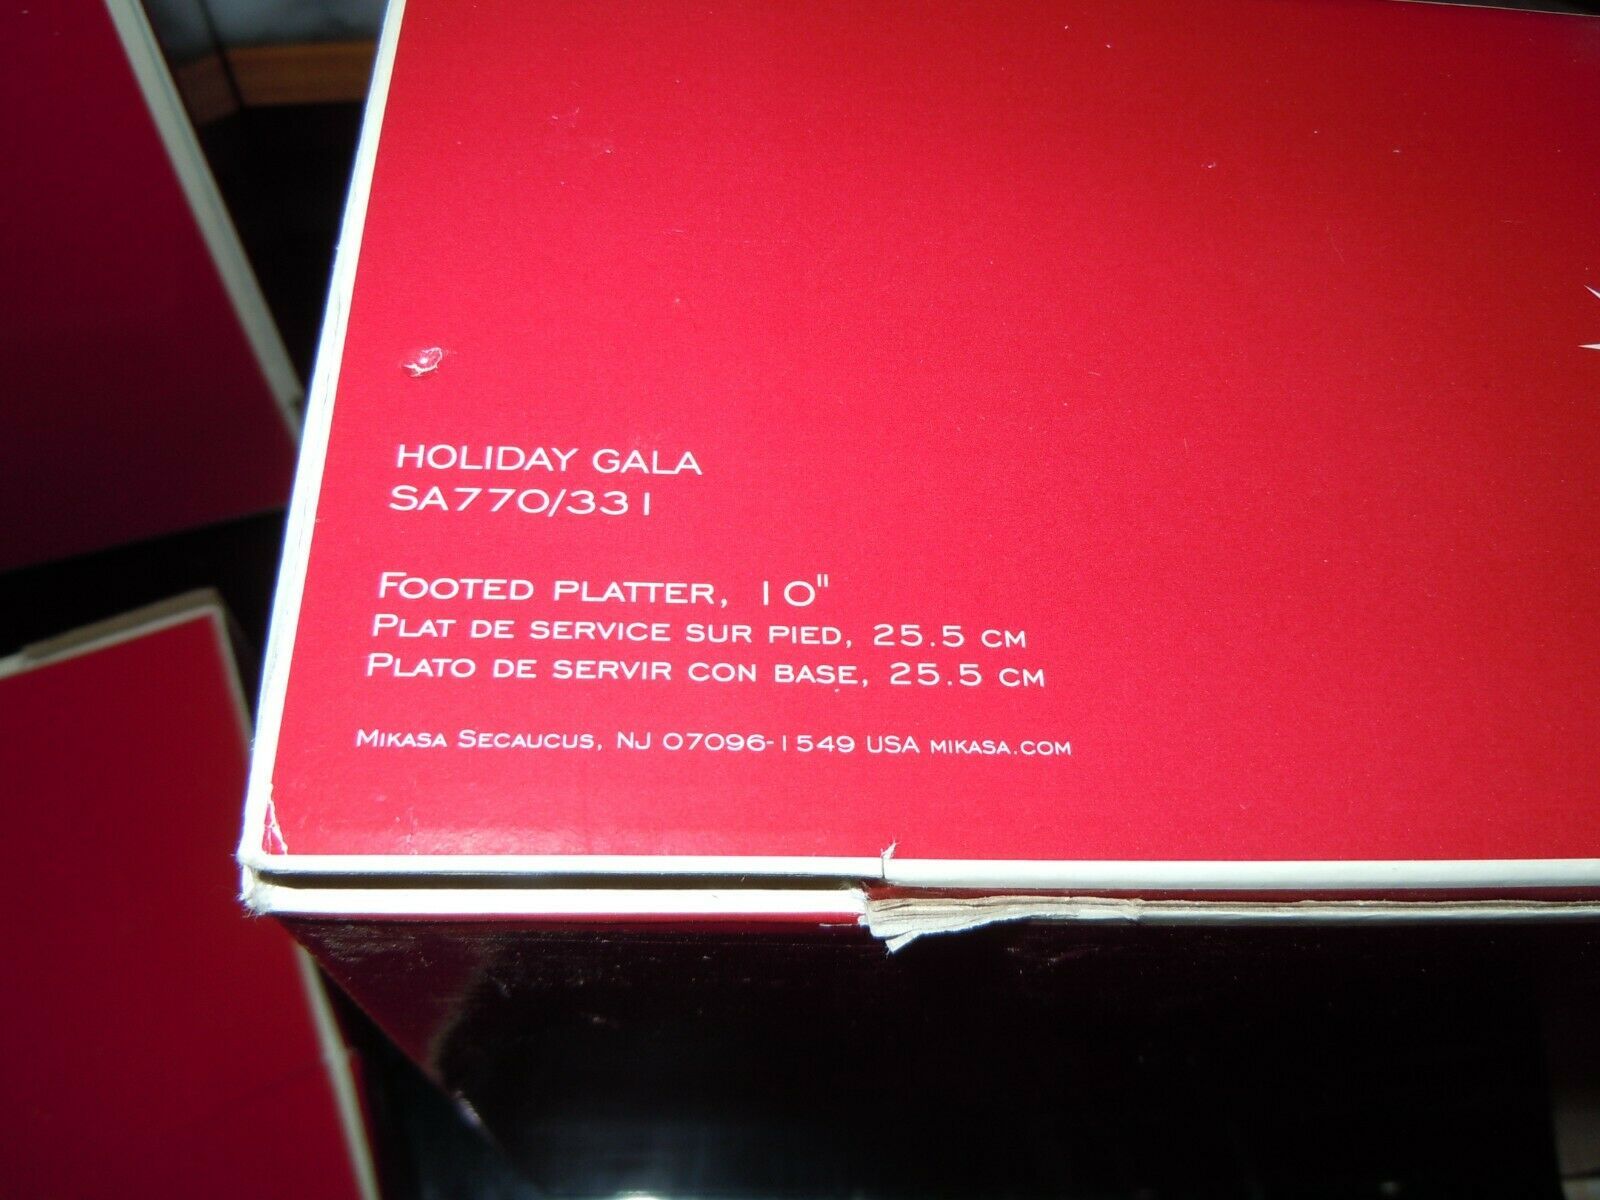 HOLIDAY GALA
SA770/331
FOOTED PLATTER, 10"
PLAT DE SERVICE SUR PIED, 25.5 CM
PLATO DE SERVIR CON BASE, 25.5 CM
MIKASA SECAUCUS, NJ 07096-1549 USA MIKASA.COM